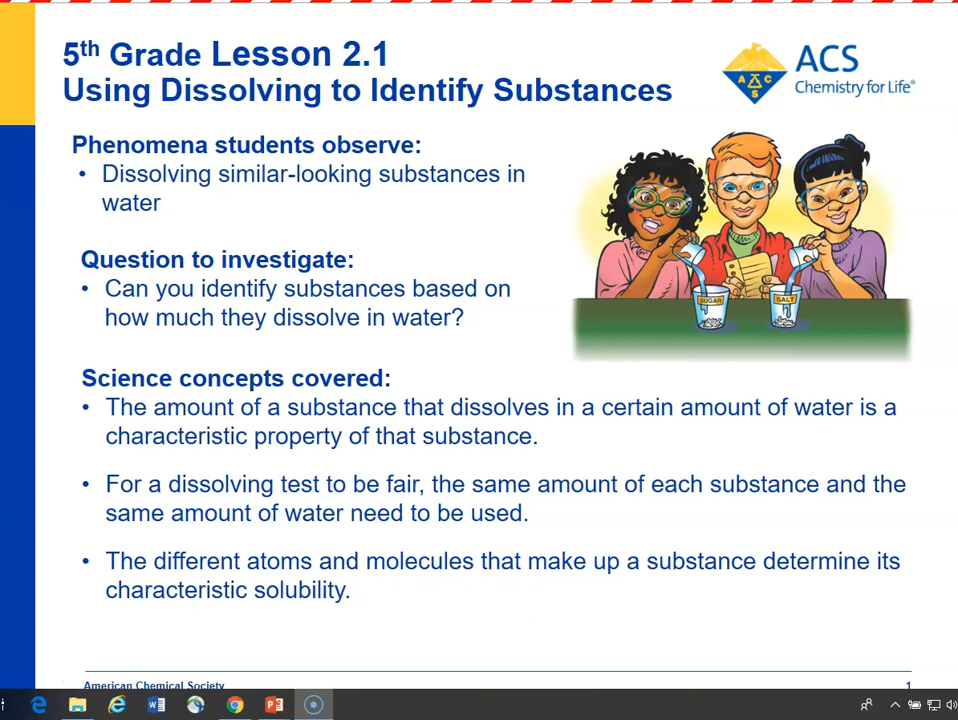 5th Grade Lesson 2.1
Using Dissolving to Identify Substances
ACS
Chemistry for Life®
A C S
Phenomena students observe:
• Dissolving similar-looking substances in
water
Question to investigate:
• Can you identify substances based on
how much they dissolve in water?
SUGAR
SALT
Science concepts covered:
• The amount of a substance that dissolves in a certain amount of water is a
characteristic property of that substance.
• For a dissolving test to be fair, the same amount of each substance and the
same amount of water need to be used.
• The different atoms and molecules that make up a substance determine its
characteristic solubility.
American Chemical Society
1